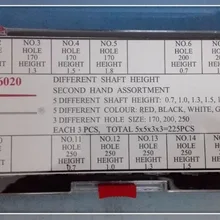 NO.3 NO.4 NO.5 NO.6
HOLE HOLE HOLE HOLE HOLE
170 170 170 200 200
HEIGHT HEIGHT HEIGHT HEIGHT
1.3 1.5 1.8
6020 DIFFERENT SHAFT HEIGHT
SECOND HAND ASSORTMENT
5 DIFFERENT SHAFT HEIGHT: 0.7, 1.0, 1.3, 1.5,
5 DIFFERENT COLOUR: RED, BLACK, WHITE,
3 DIFFERENT HOLE SIZE: 170, 200, 250
EACH 3 PCS, TOTAL 5x5x3x3=225PCS
NO.11 NO.12 NO.13 NO.14
HOLE HOLE HOLE HOLE HOLE
250 250 250 250
HEIGHT HEIGHT HEIGHT HEIGHT
0.7 1.0 1.3 1.5